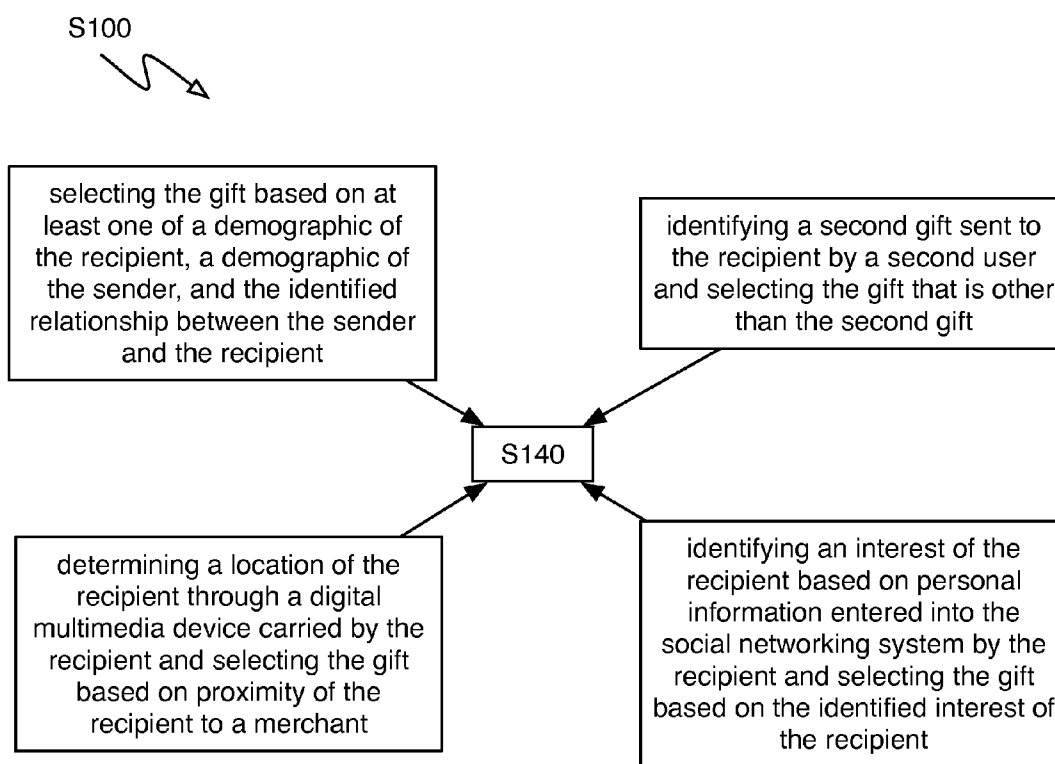 S100
selecting the gift based on at
least one of a demographic of
the recipient, a demographic of
the sender, and the identified
relationship between the sender
and the recipient
identifying a second gift sent to
the recipient by a second user
and selecting the gift that is other
than the second gift
S140
determining a location of the
recipient through a digital
multimedia device carried by the
recipient and selecting the gift
based on proximity of the
recipient to a merchant
identifying an interest of the
recipient based on personal
information entered into the
social networking system by the
recipient and selecting the gift
based on the identified interest of
the recipient